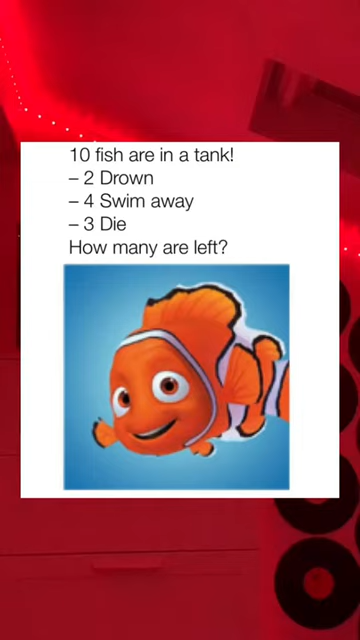 10 fish are in a tank!
– 2 Drown
– 4 Swim away
– 3 Die
How many are left?